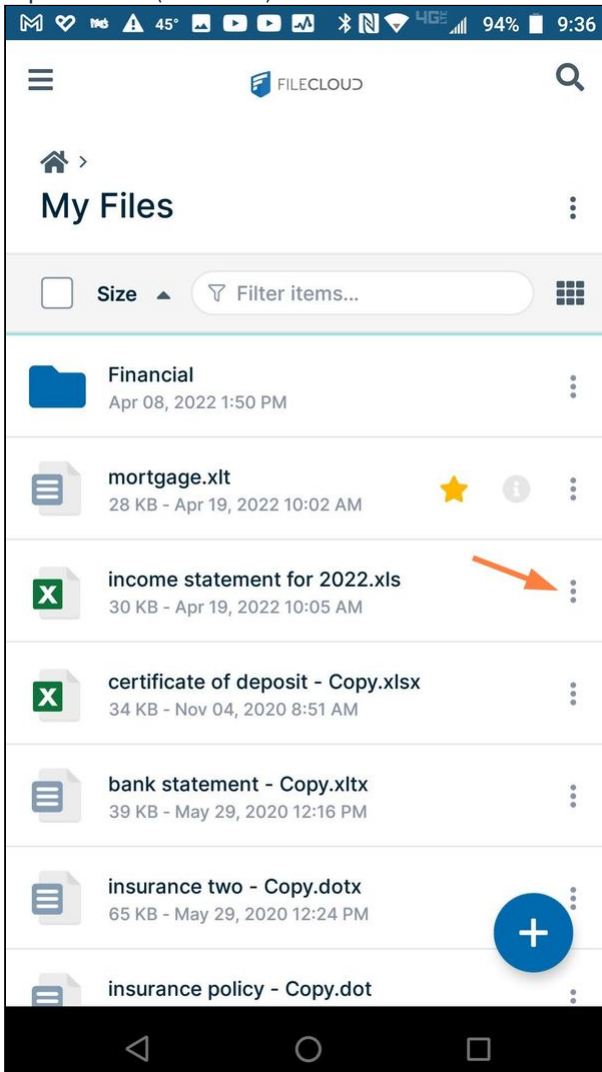 45° 4GE 94% 9:36
FILECLOUD
My Files
Size Filter items...
Financial
Apr 08, 2022 1:50 PM
mortgage.xlt
28 KB - Apr 19, 2022 10:02 AM
income statement for 2022.xls
30 KB - Apr 19, 2022 10:05 AM
certificate of deposit - Copy.xlsx
34 KB - Nov 04, 2020 8:51 AM
bank statement - Copy.xltx
39 KB - May 29, 2020 12:16 PM
insurance two - Copy.dotx
65 KB - May 29, 2020 12:24 PM
insurance policy - Copy.dot